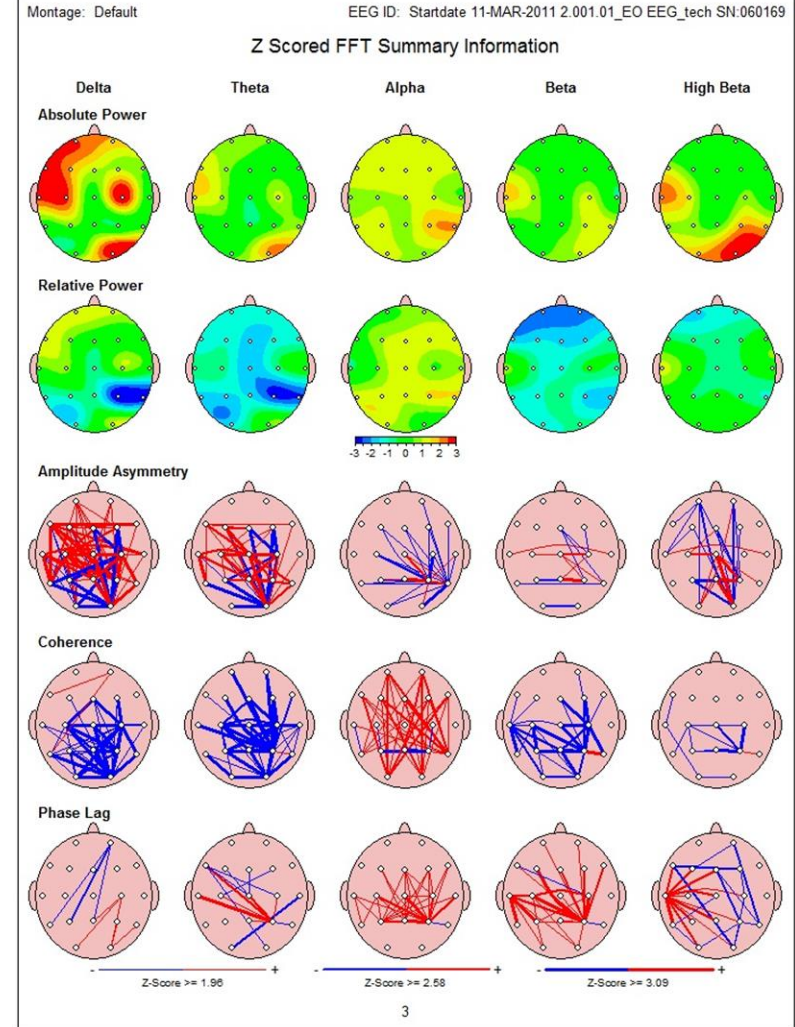 Montage: Default EEG ID: Startdate 11-MAR-2011 2.001.01_EO EEG_tech SN:060169
Z Scored FFT Summary Information
Delta Theta Alpha Beta High Beta
Absolute Power
Relative Power
-3 -2 -1 0 1 2 3
Amplitude Asymmetry
Coherence
Phase Lag
- + - + - +
Z-Score >= 1.96 Z-Score >= 2.58 Z-Score >= 3.09
3